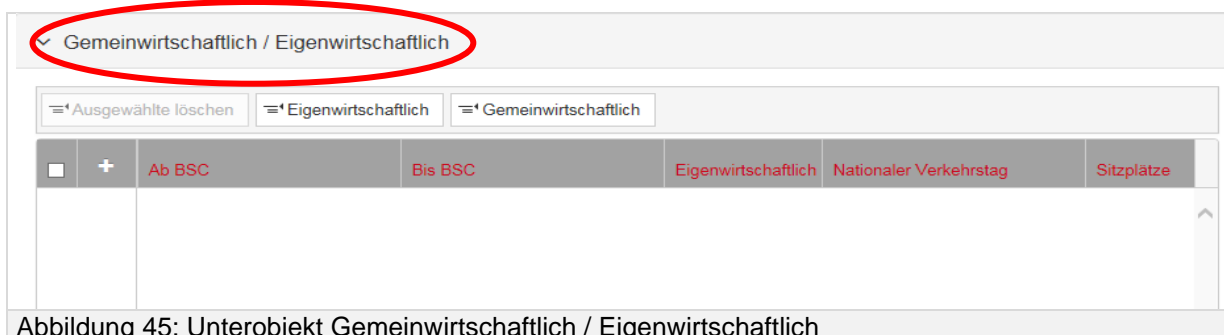 Gemeinwirtschaftlich / Eigenwirtschaftlich
Ausgewählte löschen Eigenwirtschaftlich Gemeinwirtschaftlich
+ Ab BSC Bis BSC Eigenwirtschaftlich Nationaler Verkehrstag Sitzplätze
Abbildung 45: Unterobjekt Gemeinwirtschaftlich / Eigenwirtschaftlich